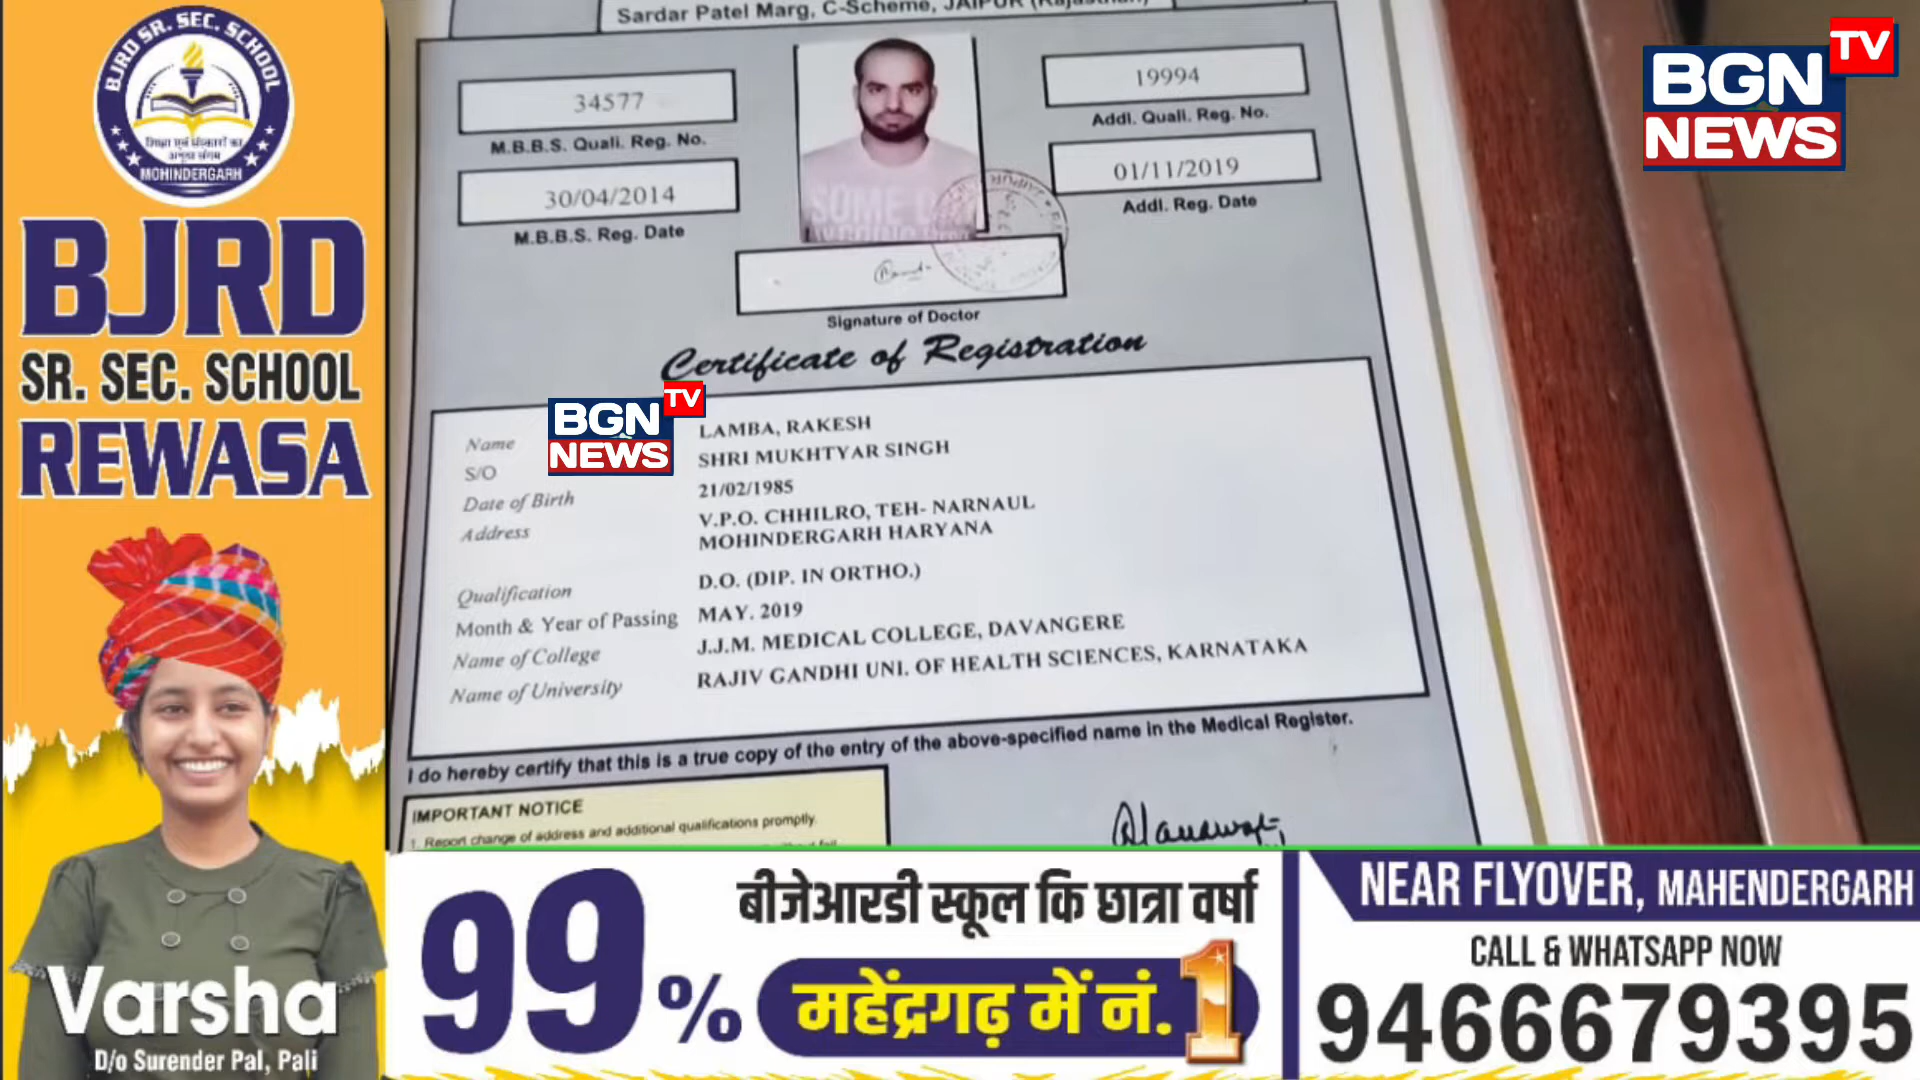 BJRD SR. SEC. SCHOOL
शिक्षा एवं संस्कारों का
अनूठा संगम
MOHINDERGARH
BJRD
SR. SEC. SCHOOL
REWASA
Varsha
D/o Surender Pal, Pali
Sardar Patel Marg, C-Scheme, JAIPUR (Rajasthan)
34577
M.B.B.S. Quali. Reg. No.
30/04/2014
M.B.B.S. Reg. Date
19994
Addl. Quali. Reg. No.
01/11/2019
Addl. Reg. Date
SOME
Signature of Doctor
Certificate of Registration
Name LAMBA, RAKESH
S/O SHRI MUKHTYAR SINGH
Date of Birth 21/02/1985
Address V.P.O. CHHILRO, TEH- NARNAUL
MOHINDERGARH HARYANA
Qualification D.O. (DIP. IN ORTHO.)
Month & Year of Passing MAY. 2019
Name of College J.J.M. MEDICAL COLLEGE, DAVANGERE
Name of University RAJIV GANDHI UNI. OF HEALTH SCIENCES, KARNATAKA
I do hereby certify that this is a true copy of the entry of the above-specified name in the Medical Register.
IMPORTANT NOTICE
1. Report change of address and additional qualifications promptly.
BGN TV
NEWS
BGN TV
NEWS
99%
बीजेआरडी स्कूल कि छात्रा वर्षा
महेंद्रगढ़ में नं. 1
NEAR FLYOVER, MAHENDERGARH
CALL & WHATSAPP NOW
9466679395